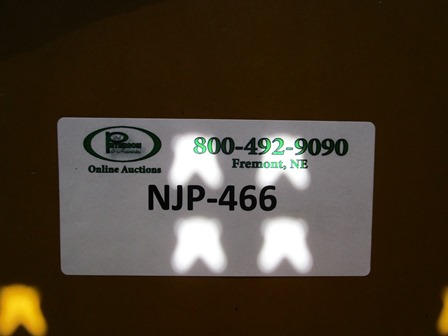 800-492-9090
Fremont, NE
Online Auctions
NJP-466